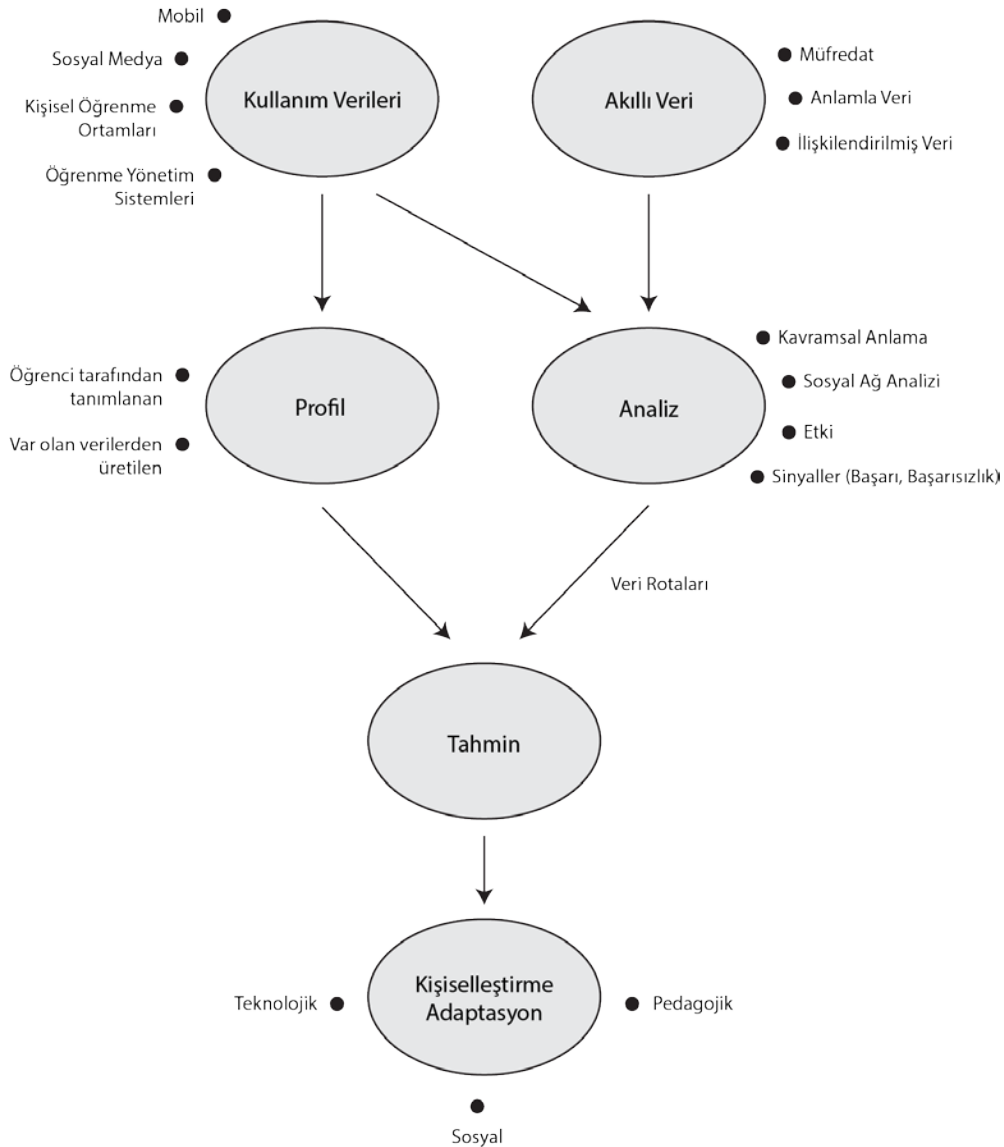 Mobil
Sosyal Medya
Kişisel Öğrenme
Ortamları
Öğrenme Yönetim
Sistemleri
Kullanım Verileri
Akıllı Veri
Müfredat
Anlamla Veri
İlişkilendirilmiş Veri
Öğrenci tarafından
tanımlanan
Var olan verilerden
üretilen
Profil
Analiz
Kavramsal Anlama
Sosyal Ağ Analizi
Etki
Sinyaller (Başarı, Başarısızlık)
Veri Rotaları
Tahmin
Teknolojik
Kişiselleştirme
Adaptasyon
Pedagojik
Sosyal